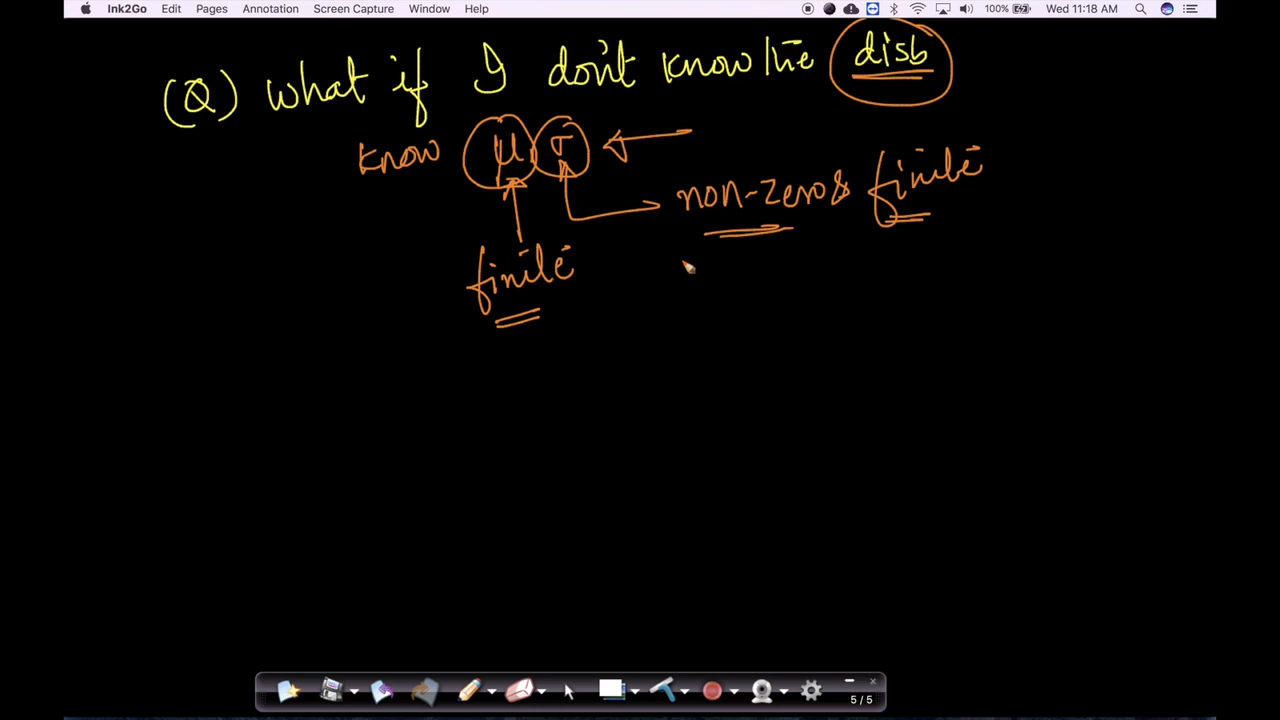 Ink2Go Edit Pages Annotation Screen Capture Window Help 100% Wed 11:18 AM
(Q) What if I don't know the disb
know μ σ
non-zero & finite
finite
5/5